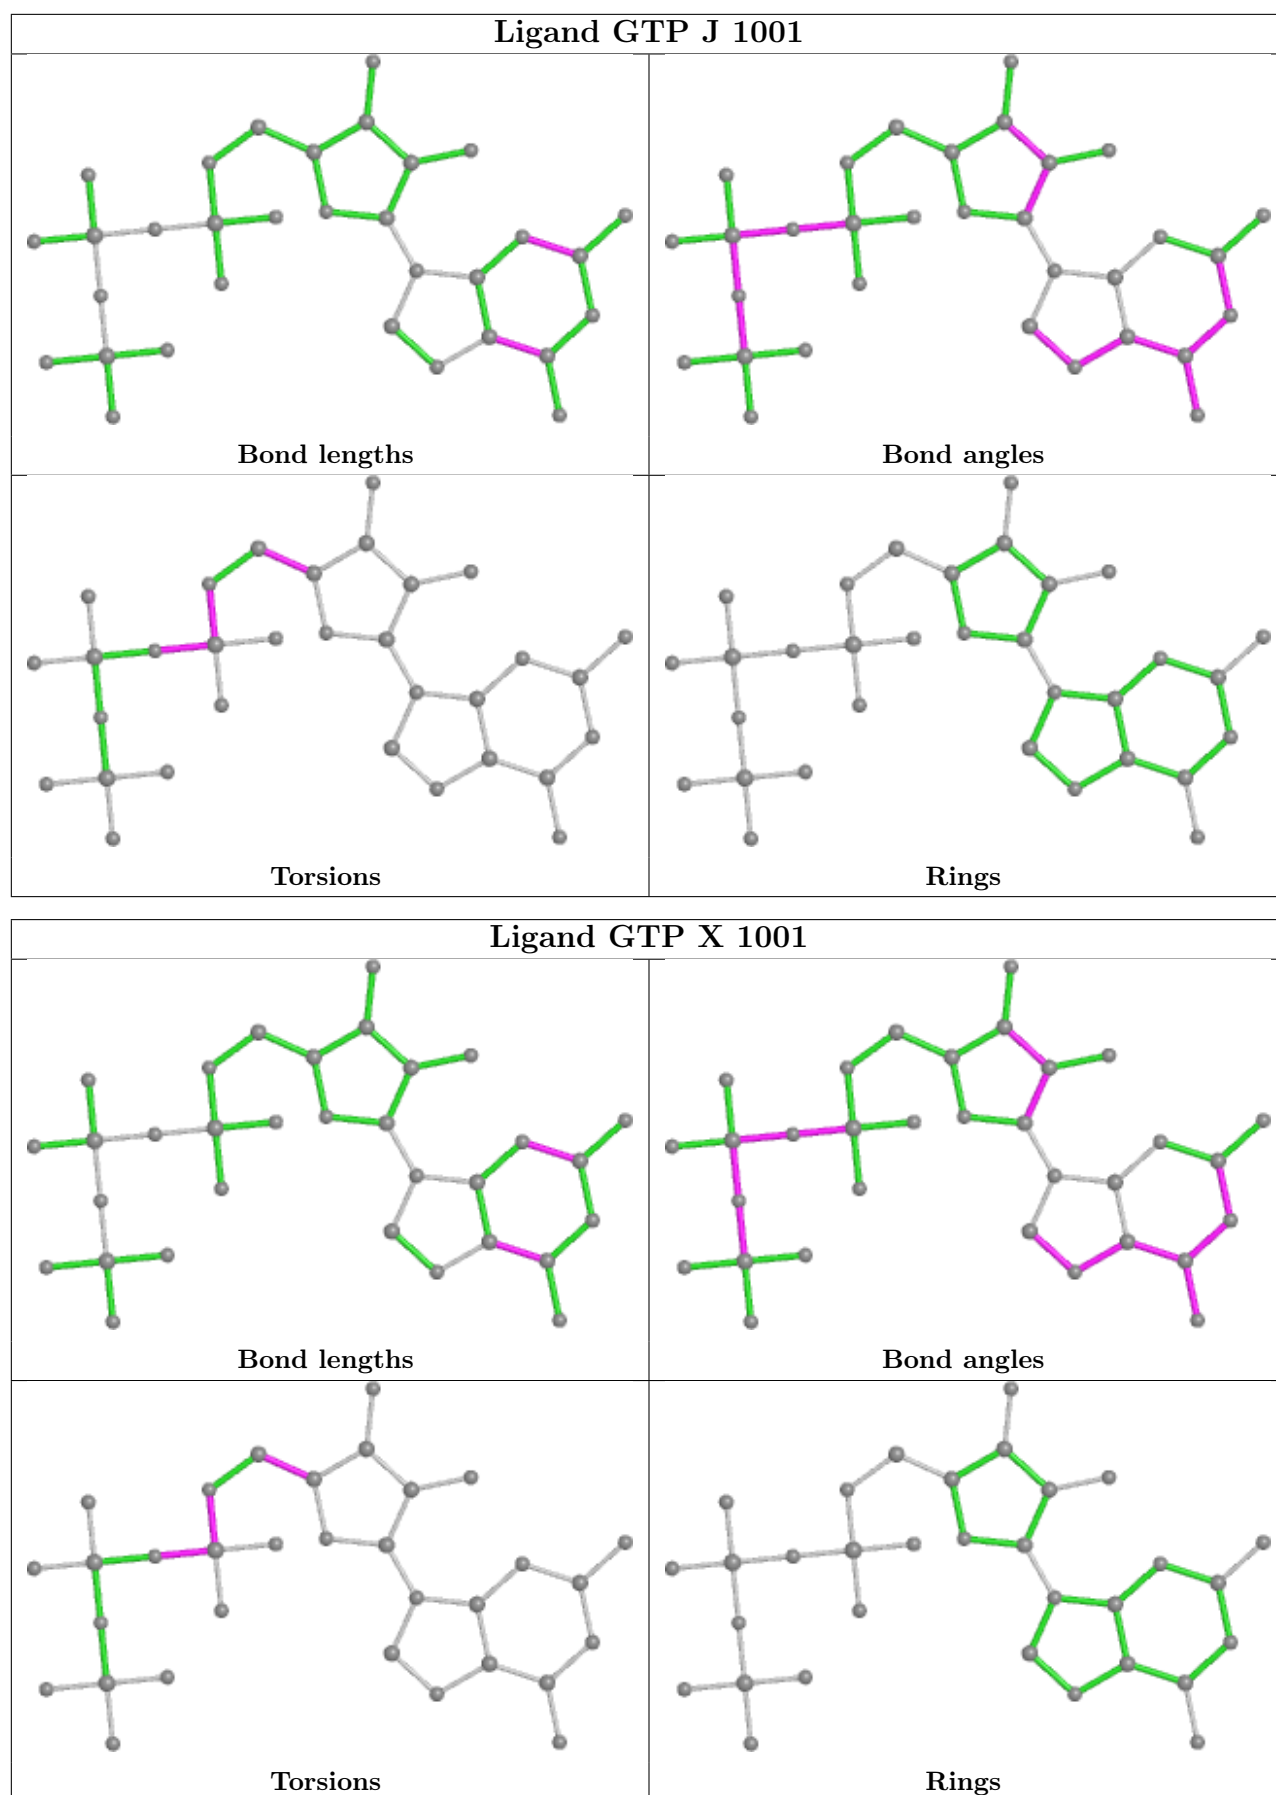 Ligand GTP J 1001
Bond lengths
Bond angles
Torsions
Rings
Ligand GTP X 1001
Bond lengths
Bond angles
Torsions
Rings